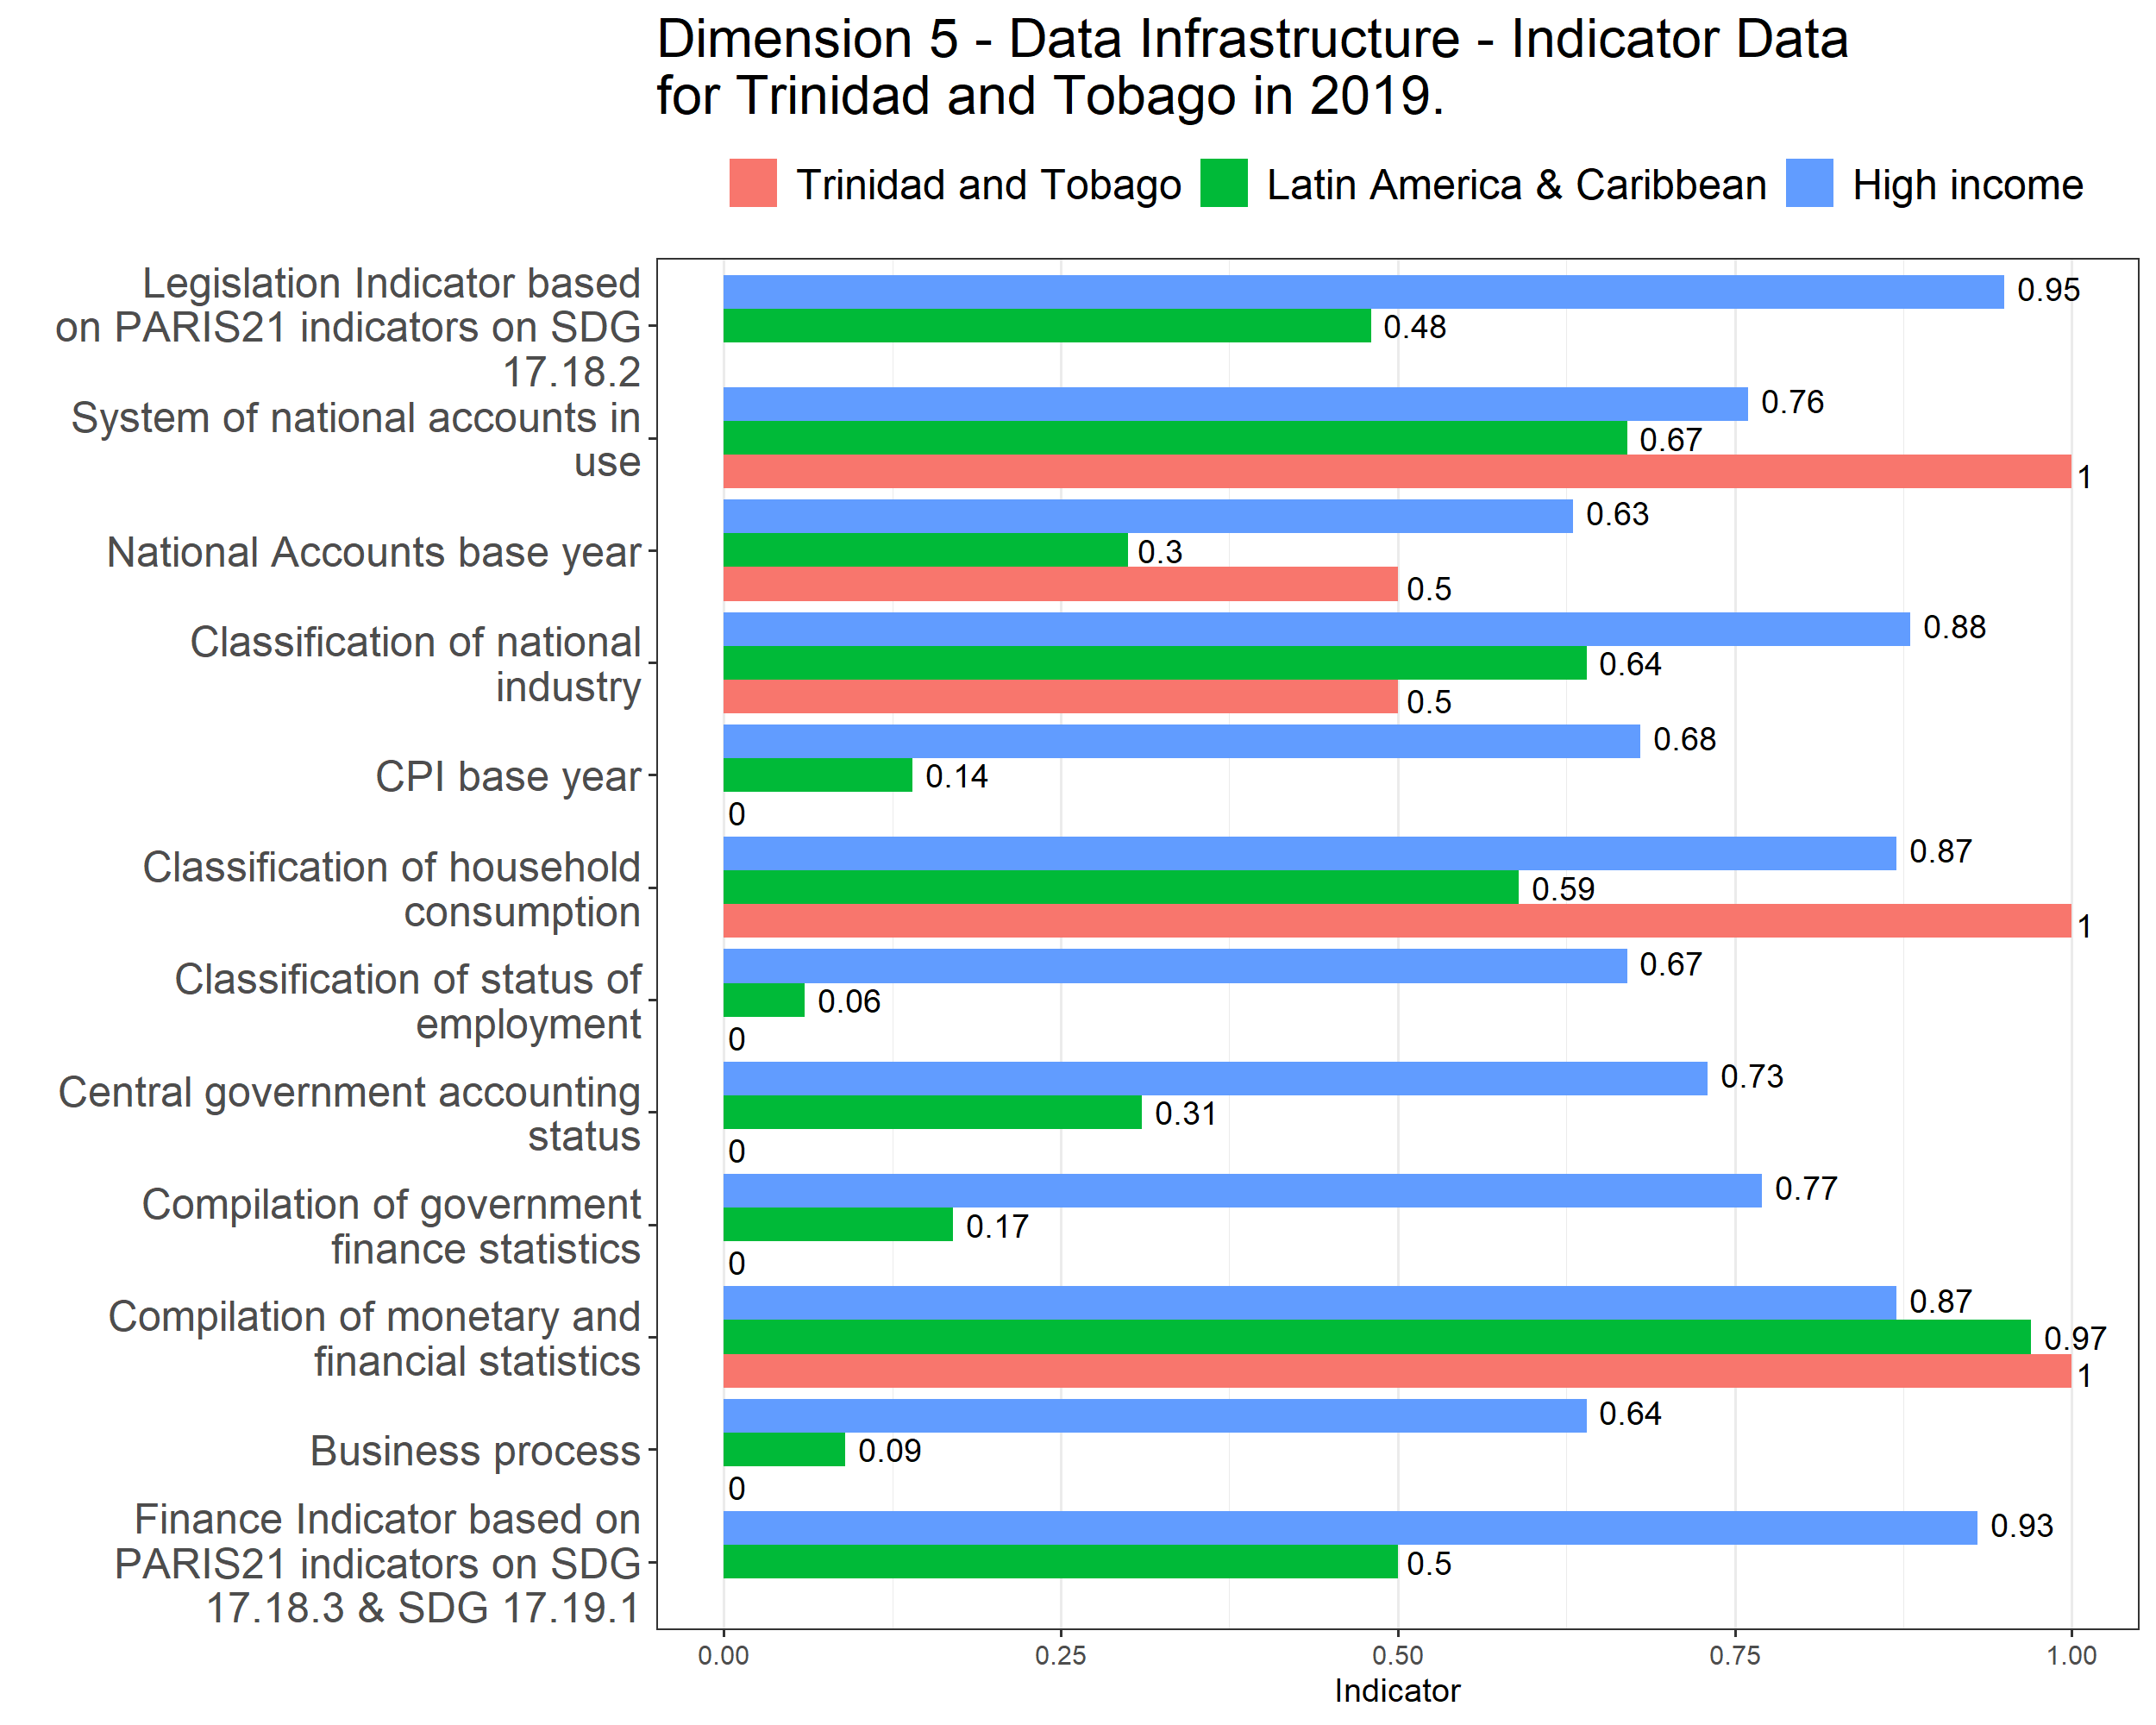 Dimension 5 - Data Infrastructure - Indicator Data
for Trinidad and Tobago in 2019.
Trinidad and Tobago Latin America & Caribbean High income
Legislation Indicator based
on PARIS21 indicators on SDG
17.18.2
0.95
0.48
System of national accounts in
use
0.76
0.67
1
National Accounts base year
0.63
0.3
0.5
Classification of national
industry
0.88
0.64
0.5
CPI base year
0.68
0.14
0
Classification of household
consumption
0.87
0.59
1
Classification of status of
employment
0.67
0.06
0
Central government accounting
status
0.73
0.31
0
Compilation of government
finance statistics
0.77
0.17
0
Compilation of monetary and
financial statistics
0.87
0.97
1
Business process
0.64
0.09
0
Finance Indicator based on
PARIS21 indicators on SDG
17.18.3 & SDG 17.19.1
0.93
0.5
0.00 0.25 0.50 0.75 1.00
Indicator